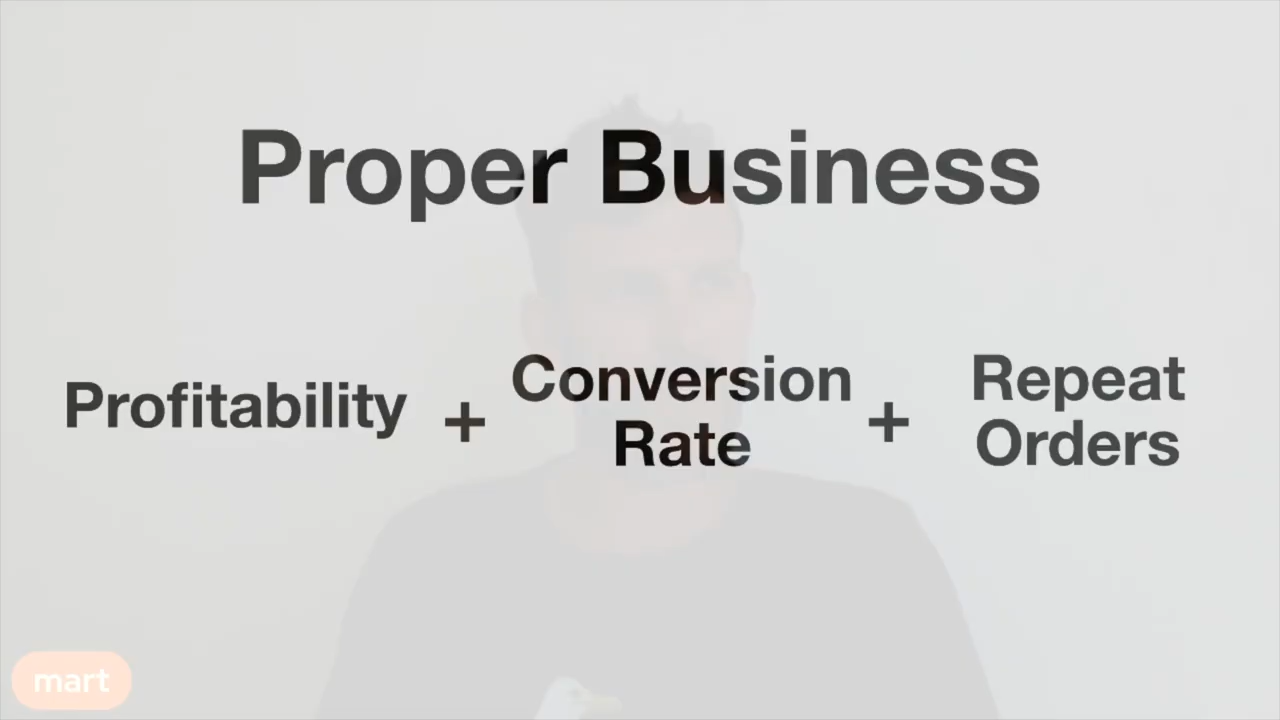 Proper Business
Profitability + Conversion Rate + Repeat Orders
mart